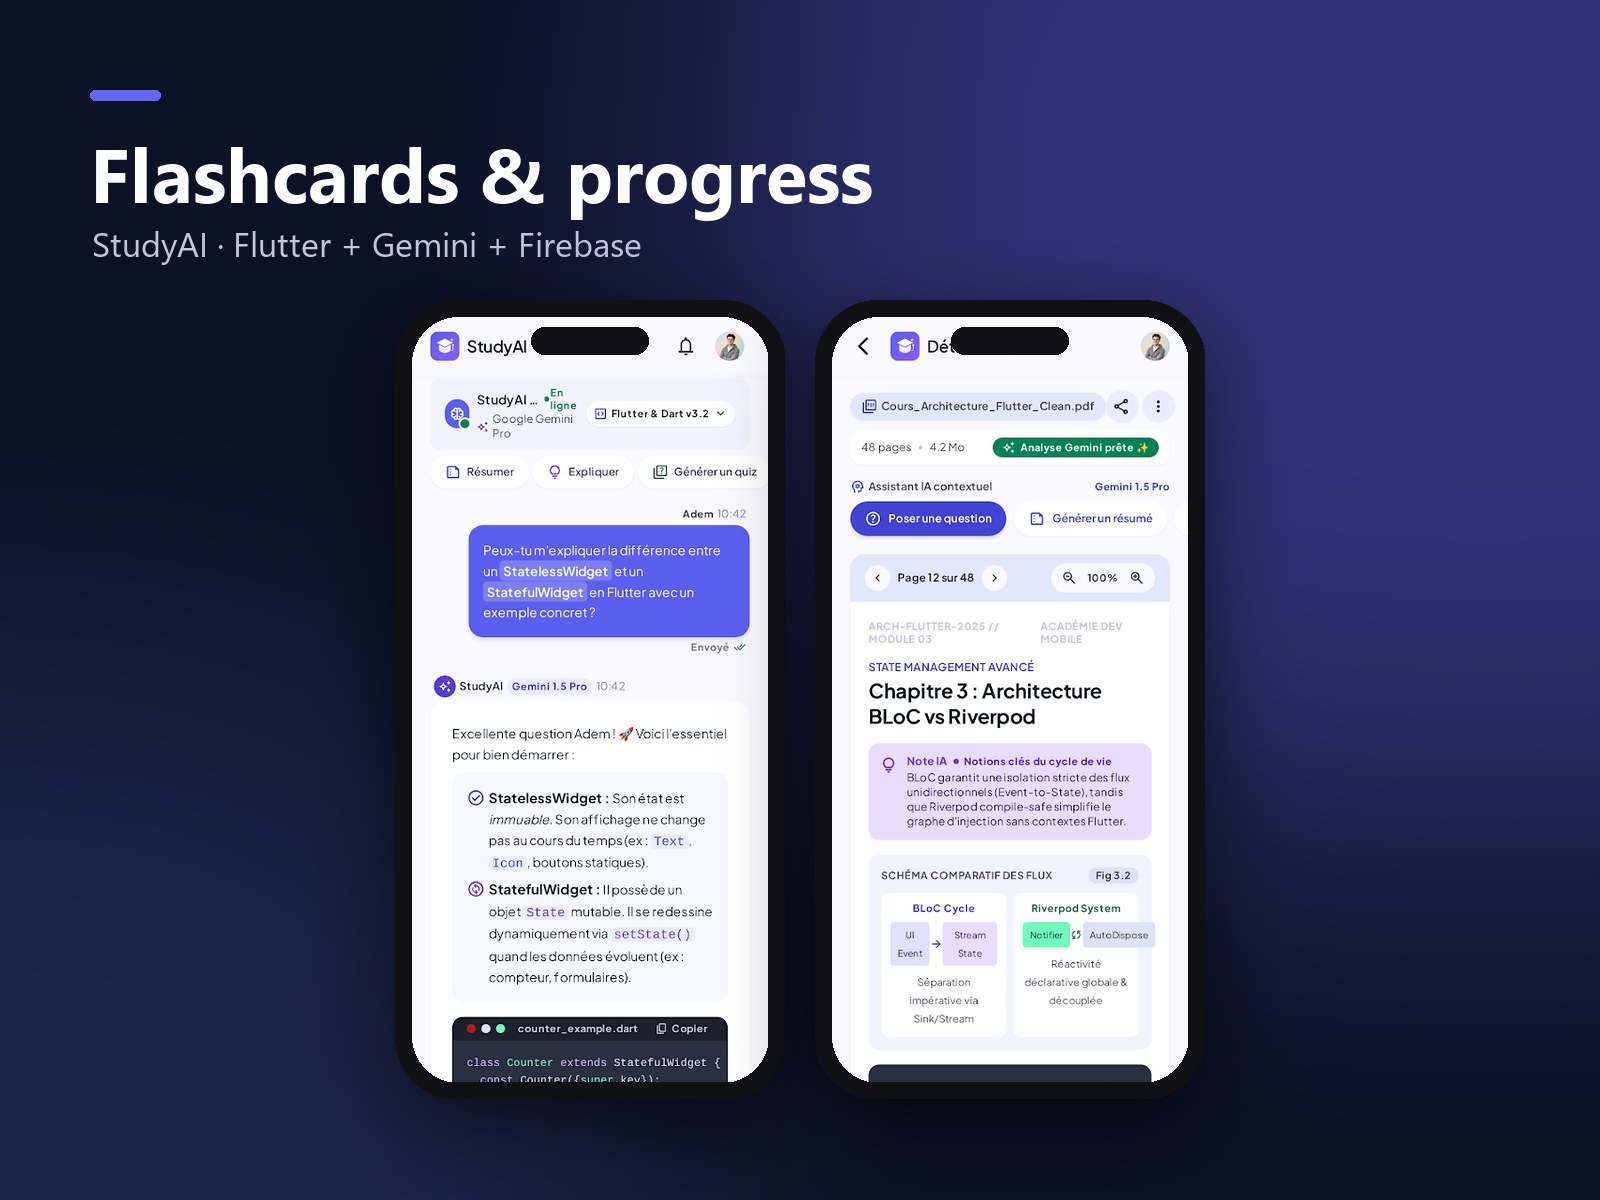 Flashcards & progress
StudyAI · Flutter + Gemini + Firebase
StudyAI
StudyAI ...
En ligne
Google Gemini Pro
Flutter & Dart v3.2
Résumer
Expliquer
Générer un quiz
Adem 10:42
Peux-tu m'expliquer la différence entre
un StatelessWidget et un
StatefulWidget en Flutter avec un
exemple concret ?
Envoyé
StudyAI Gemini 1.5 Pro 10:42
Excellente question Adem ! 🚀 Voici l'essentiel
pour bien démarrer :
StatelessWidget : Son état est
immuable. Son affichage ne change
pas au cours du temps (ex : Text ,
Icon , boutons statiques).
StatefulWidget : Il possède un
objet State mutable. Il se redessine
dynamiquement via setState()
quand les données évoluent (ex :
compteur, formulaires).
counter_example.dart
Copier
class Counter extends StatefulWidget {
const Counter({super.key});
Dét
Cours_Architecture_Flutter_Clean.pdf
48 pages • 4.2 Mo
Analyse Gemini prête ✨
Assistant IA contextuel
Gemini 1.5 Pro
Poser une question
Générer un résumé
Page 12 sur 48
100%
ARCH-FLUTTER-2025 //
MODULE 03
ACADÉMIE DEV
MOBILE
STATE MANAGEMENT AVANCÉ
Chapitre 3 : Architecture
BLoC vs Riverpod
Note IA • Notions clés du cycle de vie
BLoC garantit une isolation stricte des flux
unidirectionnels (Event-to-State), tandis
que Riverpod compile-safe simplifie le
graphe d'injection sans contextes Flutter.
SCHÉMA COMPARATIF DES FLUX
Fig 3.2
BLoC Cycle
UI
Event
Stream
State
Séparation
impérative via
Sink/Stream
Riverpod System
Notifier
AutoDispose
Réactivité
déclarative globale &
découplée